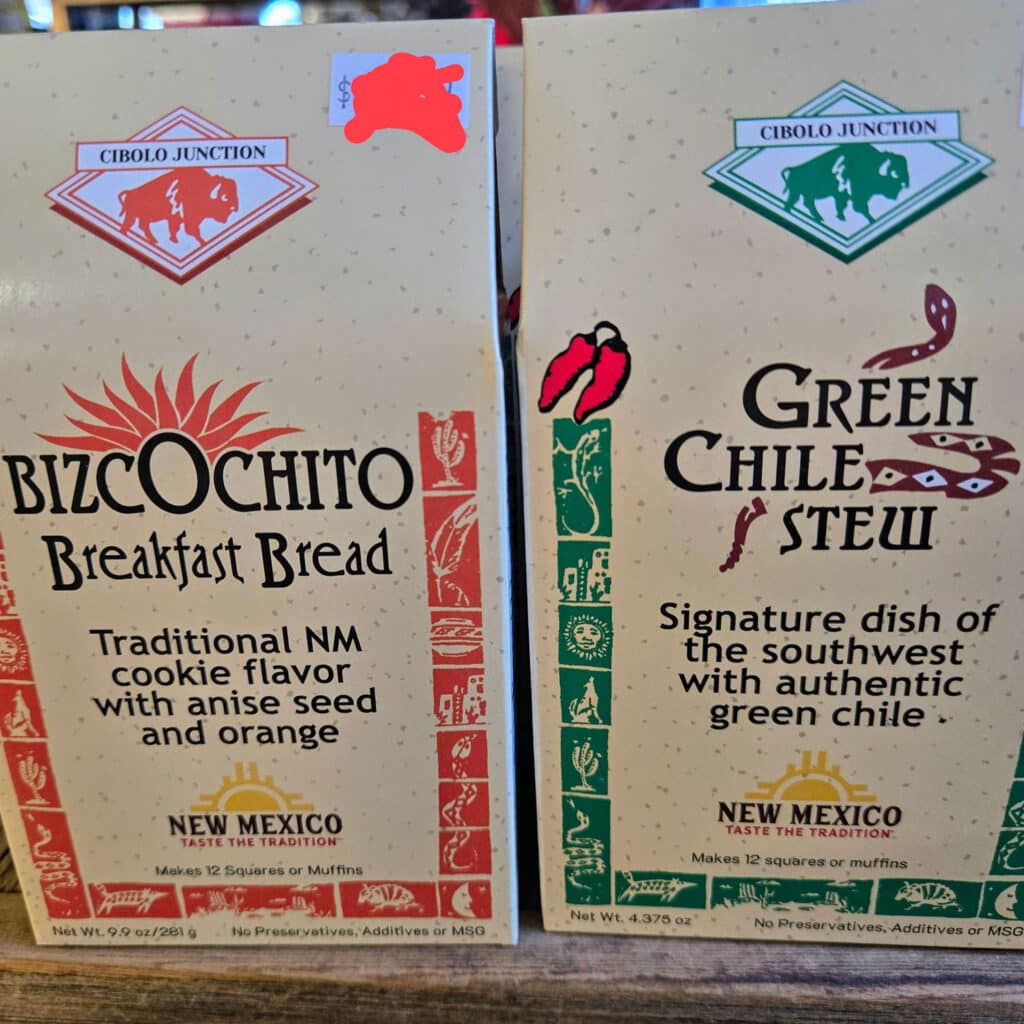 CIBOLO JUNCTION
BIZCOCHITO
Breakfast Bread
Traditional NM
cookie flavor
with anise seed
and orange
NEW MEXICO
TASTE THE TRADITION™
Makes 12 Squares or Muffins
Net Wt. 9.9 oz/281 g No Preservatives, Additives or MSG
CIBOLO JUNCTION
GREEN
CHILE
STEW
Signature dish of
the southwest
with authentic
green chile .
NEW MEXICO
TASTE THE TRADITION™
Makes 12 squares or muffins
Net Wt. 4.375 oz No Preservatives, Additives or MSG